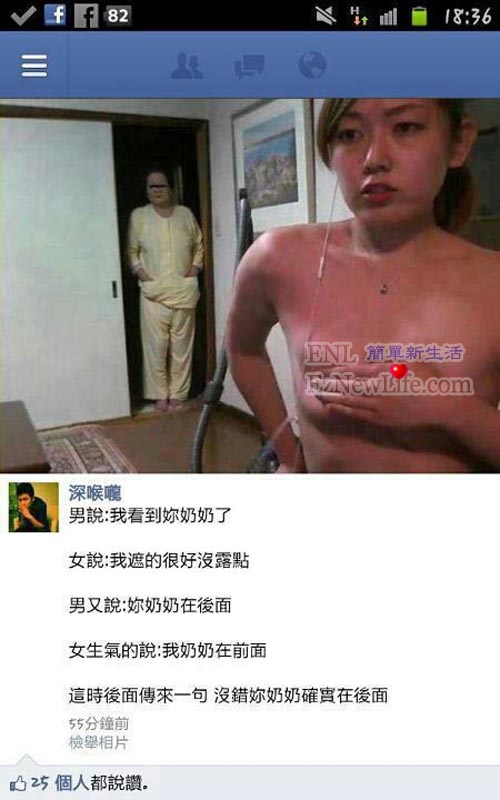 82
H
18:36
ENL 簡單新生活
EzNewLife.com
深喉嚨
男說:我看到妳奶奶了
女說:我遮的很好沒露點
男又說:妳奶奶在後面
女生氣的說:我奶奶在前面
這時後面傳來一句 沒錯妳奶奶確實在後面
55分鐘前
檢舉相片
25 個人都說讚.